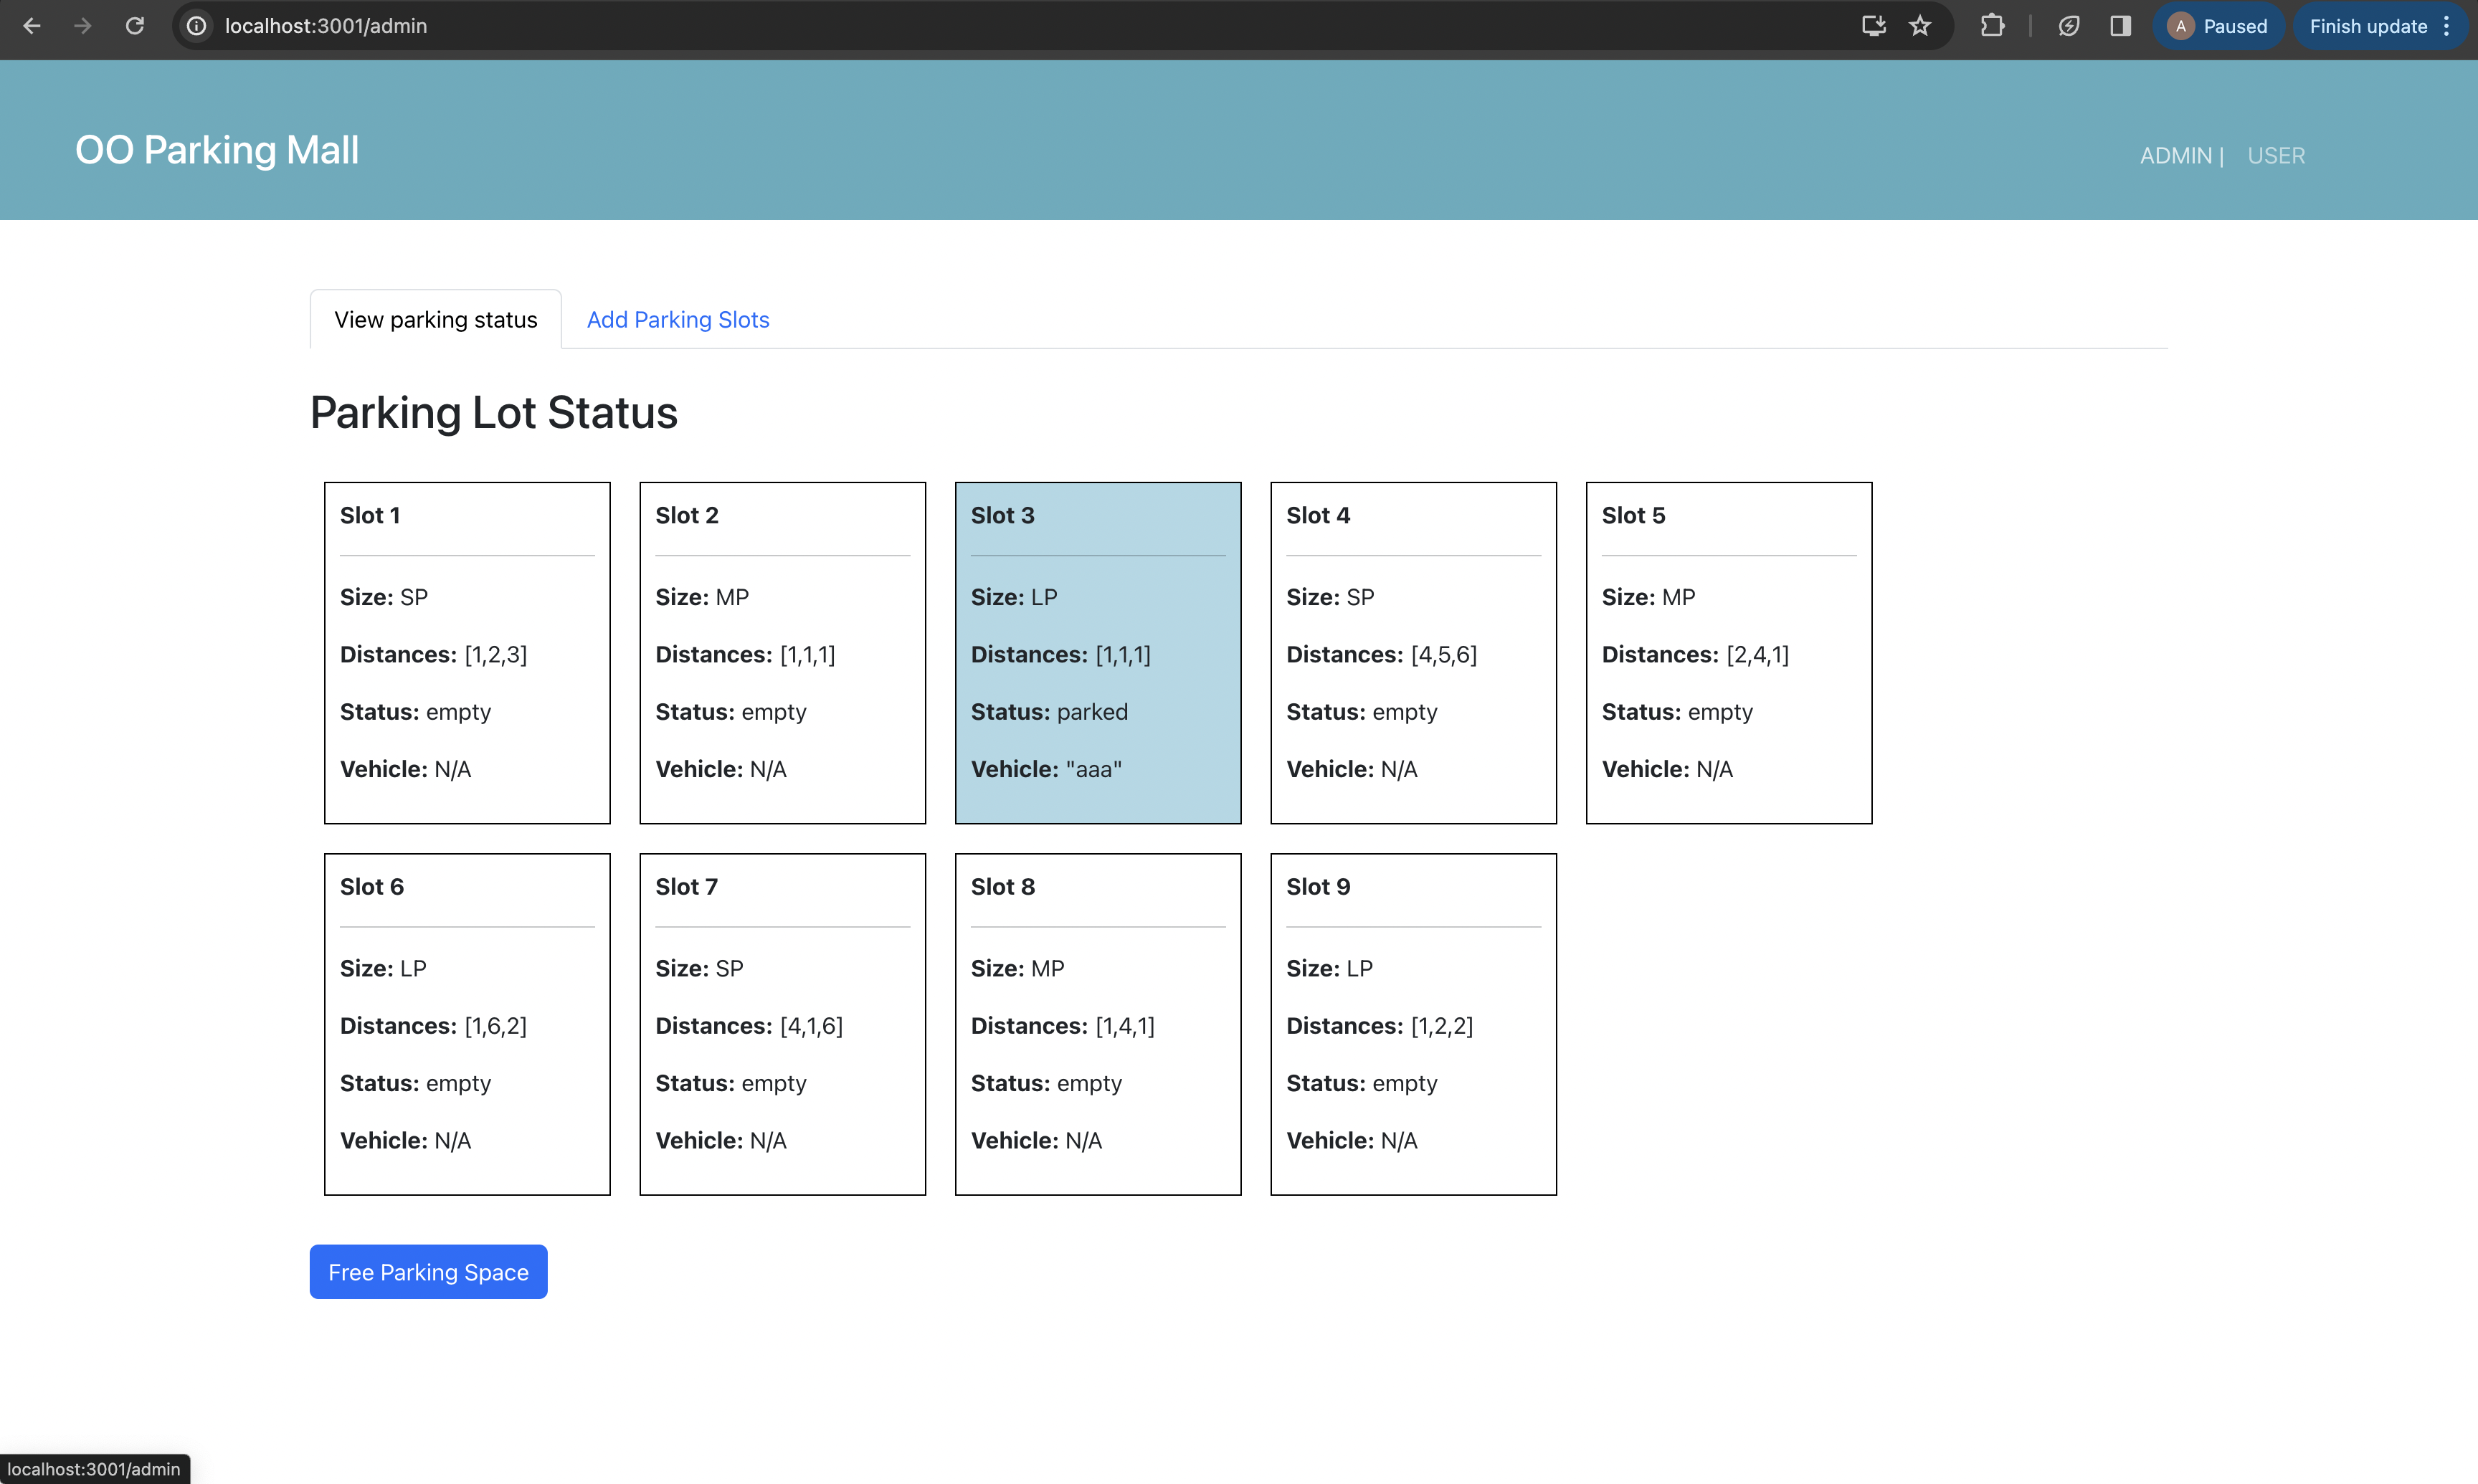 localhost:3001/admin
A Paused
Finish update
OO Parking Mall
ADMIN | USER
View parking status
Add Parking Slots
Parking Lot Status
Slot 1
Size: SP
Distances: [1,2,3]
Status: empty
Vehicle: N/A
Slot 2
Size: MP
Distances: [1,1,1]
Status: empty
Vehicle: N/A
Slot 3
Size: LP
Distances: [1,1,1]
Status: parked
Vehicle: "aaa"
Slot 4
Size: SP
Distances: [4,5,6]
Status: empty
Vehicle: N/A
Slot 5
Size: MP
Distances: [2,4,1]
Status: empty
Vehicle: N/A
Slot 6
Size: LP
Distances: [1,6,2]
Status: empty
Vehicle: N/A
Slot 7
Size: SP
Distances: [4,1,6]
Status: empty
Vehicle: N/A
Slot 8
Size: MP
Distances: [1,4,1]
Status: empty
Vehicle: N/A
Slot 9
Size: LP
Distances: [1,2,2]
Status: empty
Vehicle: N/A
Free Parking Space
localhost:3001/admin